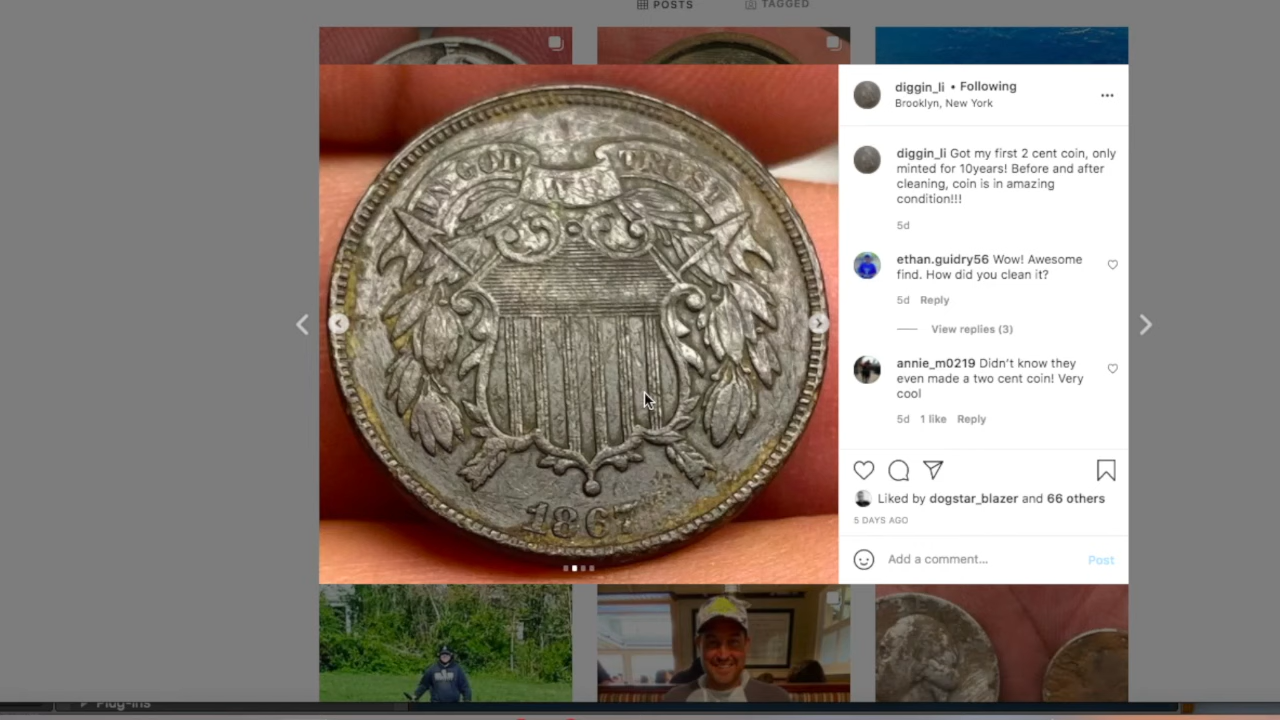 POSTS
TAGGED
IN GOD WE TRUST
1867
diggin_li • Following
Brooklyn, New York
diggin_li Got my first 2 cent coin, only
minted for 10years! Before and after
cleaning, coin is in amazing
condition!!!
5d
ethan.guidry56 Wow! Awesome
find. How did you clean it?
5d Reply
View replies (3)
annie_m0219 Didn't know they
even made a two cent coin! Very
cool
5d 1 like Reply
Liked by dogstar_blazer and 66 others
5 DAYS AGO
Add a comment... Post
Plug-ins